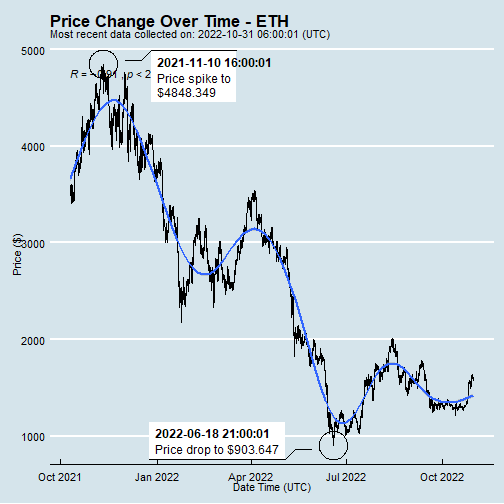 Price Change Over Time - ETH
Most recent data collected on: 2022-10-31 06:00:01 (UTC)
5000
2021-11-10 16:00:01
Price spike to
$4848.349
4000
3000
Price ($)
2000
2022-06-18 21:00:01
Price drop to $903.647
1000
Oct 2021 Jan 2022 Apr 2022 Jul 2022 Oct 2022
Date Time (UTC)